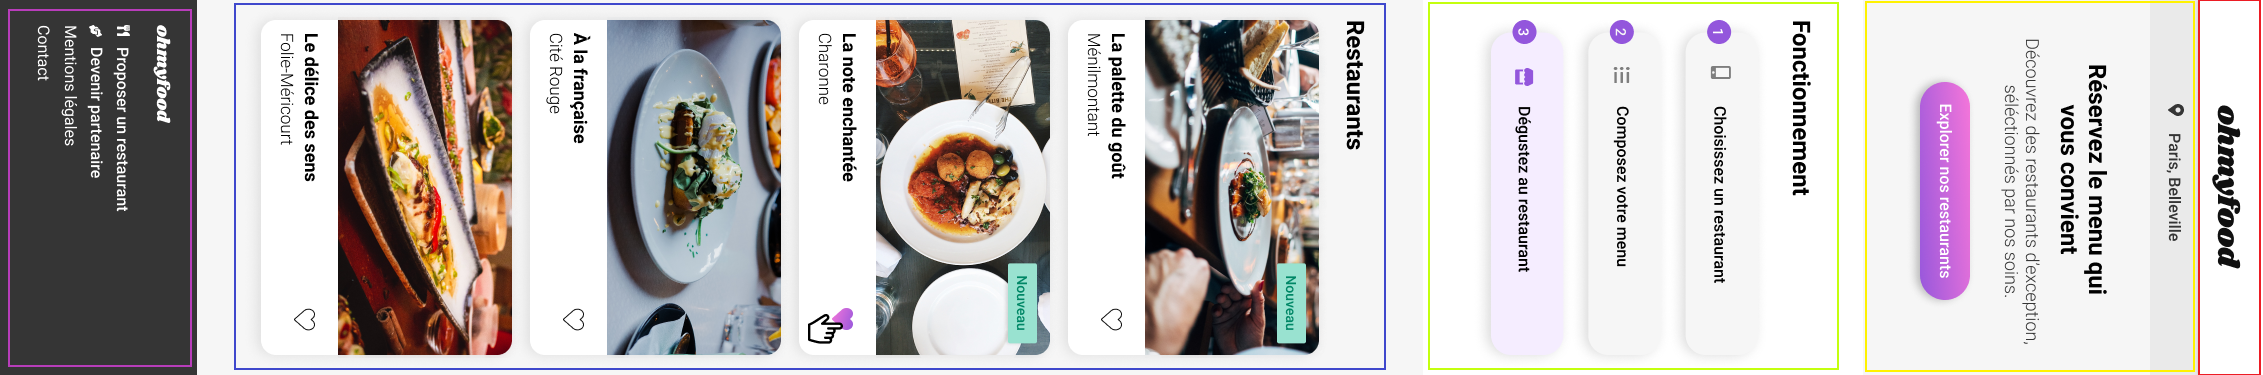 ohmyfood
Paris, Belleville
Réservez le menu qui
vous convient
Découvrez des restaurants d'exception,
séléctionnés par nos soins.
Explorer nos restaurants
Fonctionnement
1
Choisissez un restaurant
2
Composez votre menu
3
Dégustez au restaurant
Restaurants
Nouveau
La palette du goût
Ménilmontant
Nouveau
La note enchantée
Charonne
À la française
Cité Rouge
Le délice des sens
Folie-Méricourt
ohmyfood
Proposer un restaurant
Devenir partenaire
Mentions légales
Contact